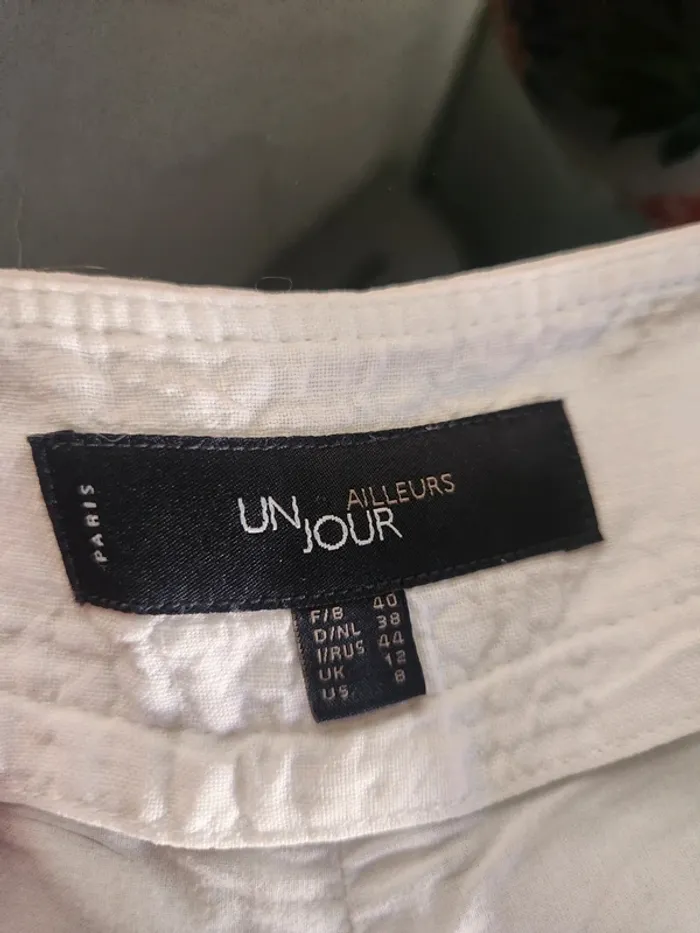 PARIS
UN JOUR AILLEURS
F/B 40
D/NL 38
I/RUS 44
UK 12
US 8